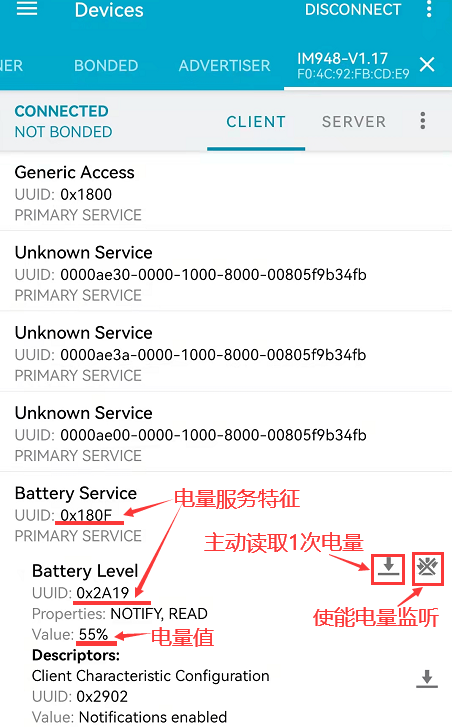 Devices
DISCONNECT
NER
BONDED
ADVERTISER
IM948-V1.17
F0:4C:92:FB:CD:E9
CONNECTED
NOT BONDED
CLIENT
SERVER
Generic Access
UUID: 0x1800
PRIMARY SERVICE
Unknown Service
UUID: 0000ae30-0000-1000-8000-00805f9b34fb
PRIMARY SERVICE
Unknown Service
UUID: 0000ae3a-0000-1000-8000-00805f9b34fb
PRIMARY SERVICE
Unknown Service
UUID: 0000ae00-0000-1000-8000-00805f9b34fb
PRIMARY SERVICE
Battery Service
UUID: 0x180F
电量服务特征
PRIMARY SERVICE
主动读取1次电量
Battery Level
UUID: 0x2A19
Properties: NOTIFY, READ
使能电量监听
Value: 55%
电量值
Descriptors:
Client Characteristic Configuration
UUID: 0x2902
Value: Notifications enabled